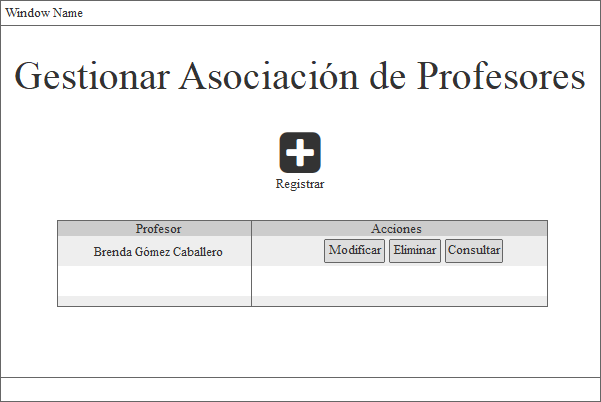 Window Name
Gestionar Asociación de Profesores
Registrar
Profesor Acciones
Brenda Gómez Caballero Modificar Eliminar Consultar